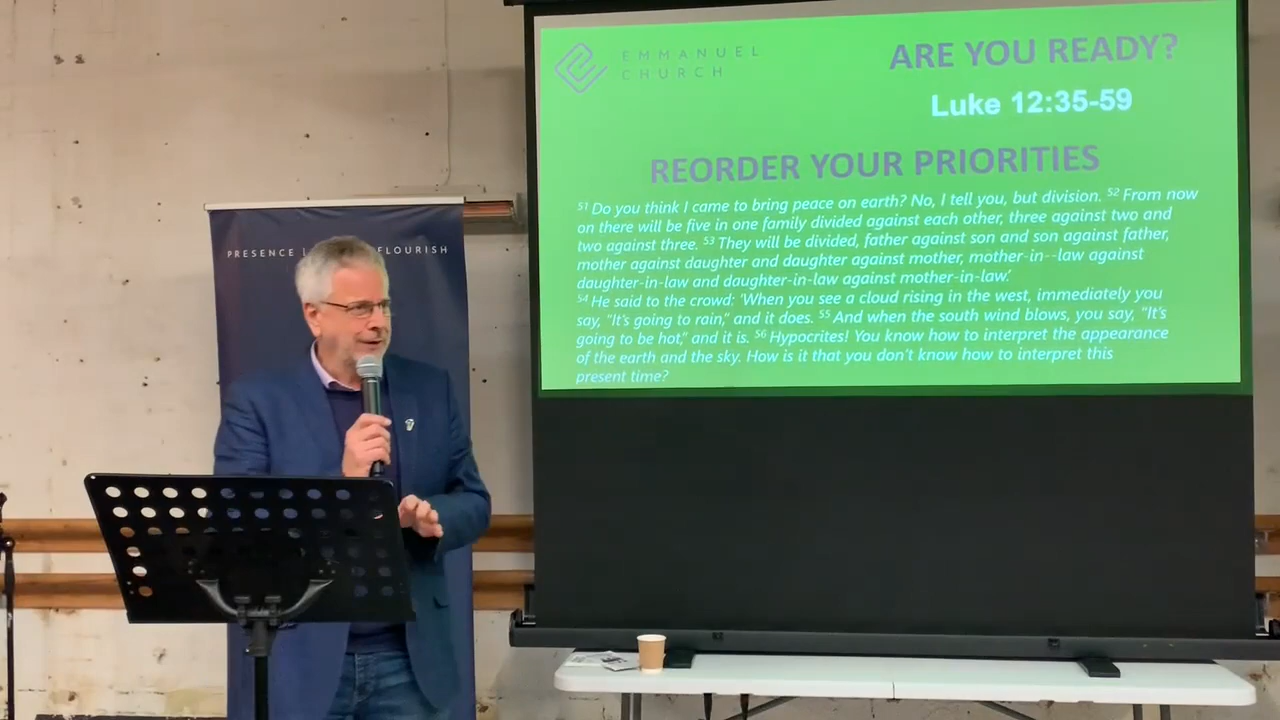 EMMANUEL
CHURCH
ARE YOU READY?
Luke 12:35-59
REORDER YOUR PRIORITIES
51 Do you think I came to bring peace on earth? No, I tell you, but division. 52 From now
on there will be five in one family divided against each other, three against two and
two against three. 53 They will be divided, father against son and son against father,
mother against daughter and daughter against mother, mother-in--law against
daughter-in-law and daughter-in-law against mother-in-law.'
54 He said to the crowd: 'When you see a cloud rising in the west, immediately you
say, "It's going to rain," and it does. 55 And when the south wind blows, you say, "It's
going to be hot," and it is. 56 Hypocrites! You know how to interpret the appearance
of the earth and the sky. How is it that you don't know how to interpret this
present time?
PRESENCE | FLOURISH